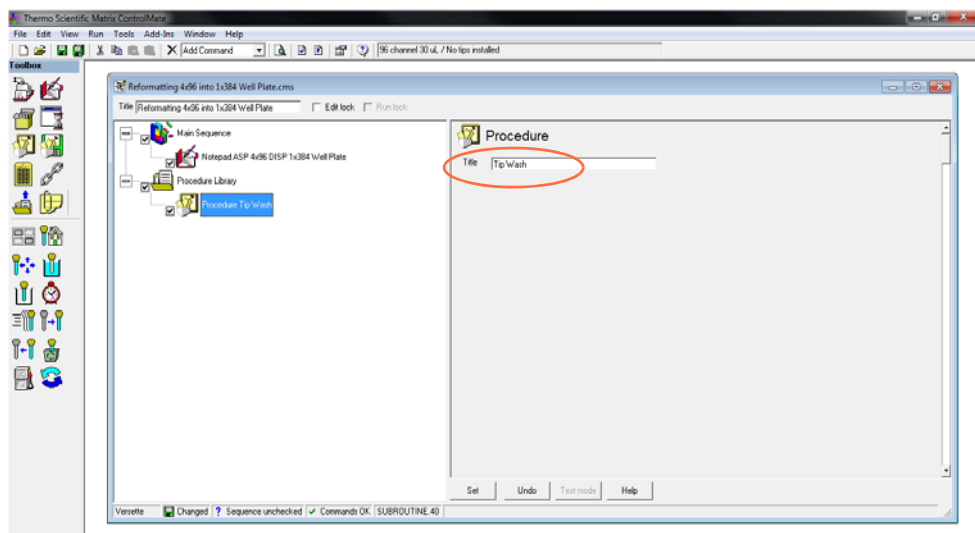 Thermo Scientific Matrix ControlMate
File Edit View Run Tools Add-Ins Window Help
Add Command
96 channel 30 uL / No tips installed
Toolbox
Reformatting 4x96 into 1x384 Well Plate.cms
Title Reformatting 4x96 into 1x384 Well Plate Edit lock Run lock
Main Sequence
Notepad ASP 4x96 DISP 1x384 Well Plate
Procedure Library
Procedure Tip Wash
Procedure
Title Tip Wash
Set Undo Test mode Help
Versette Changed ? Sequence unchecked Commands OK SUBROUTINE.40